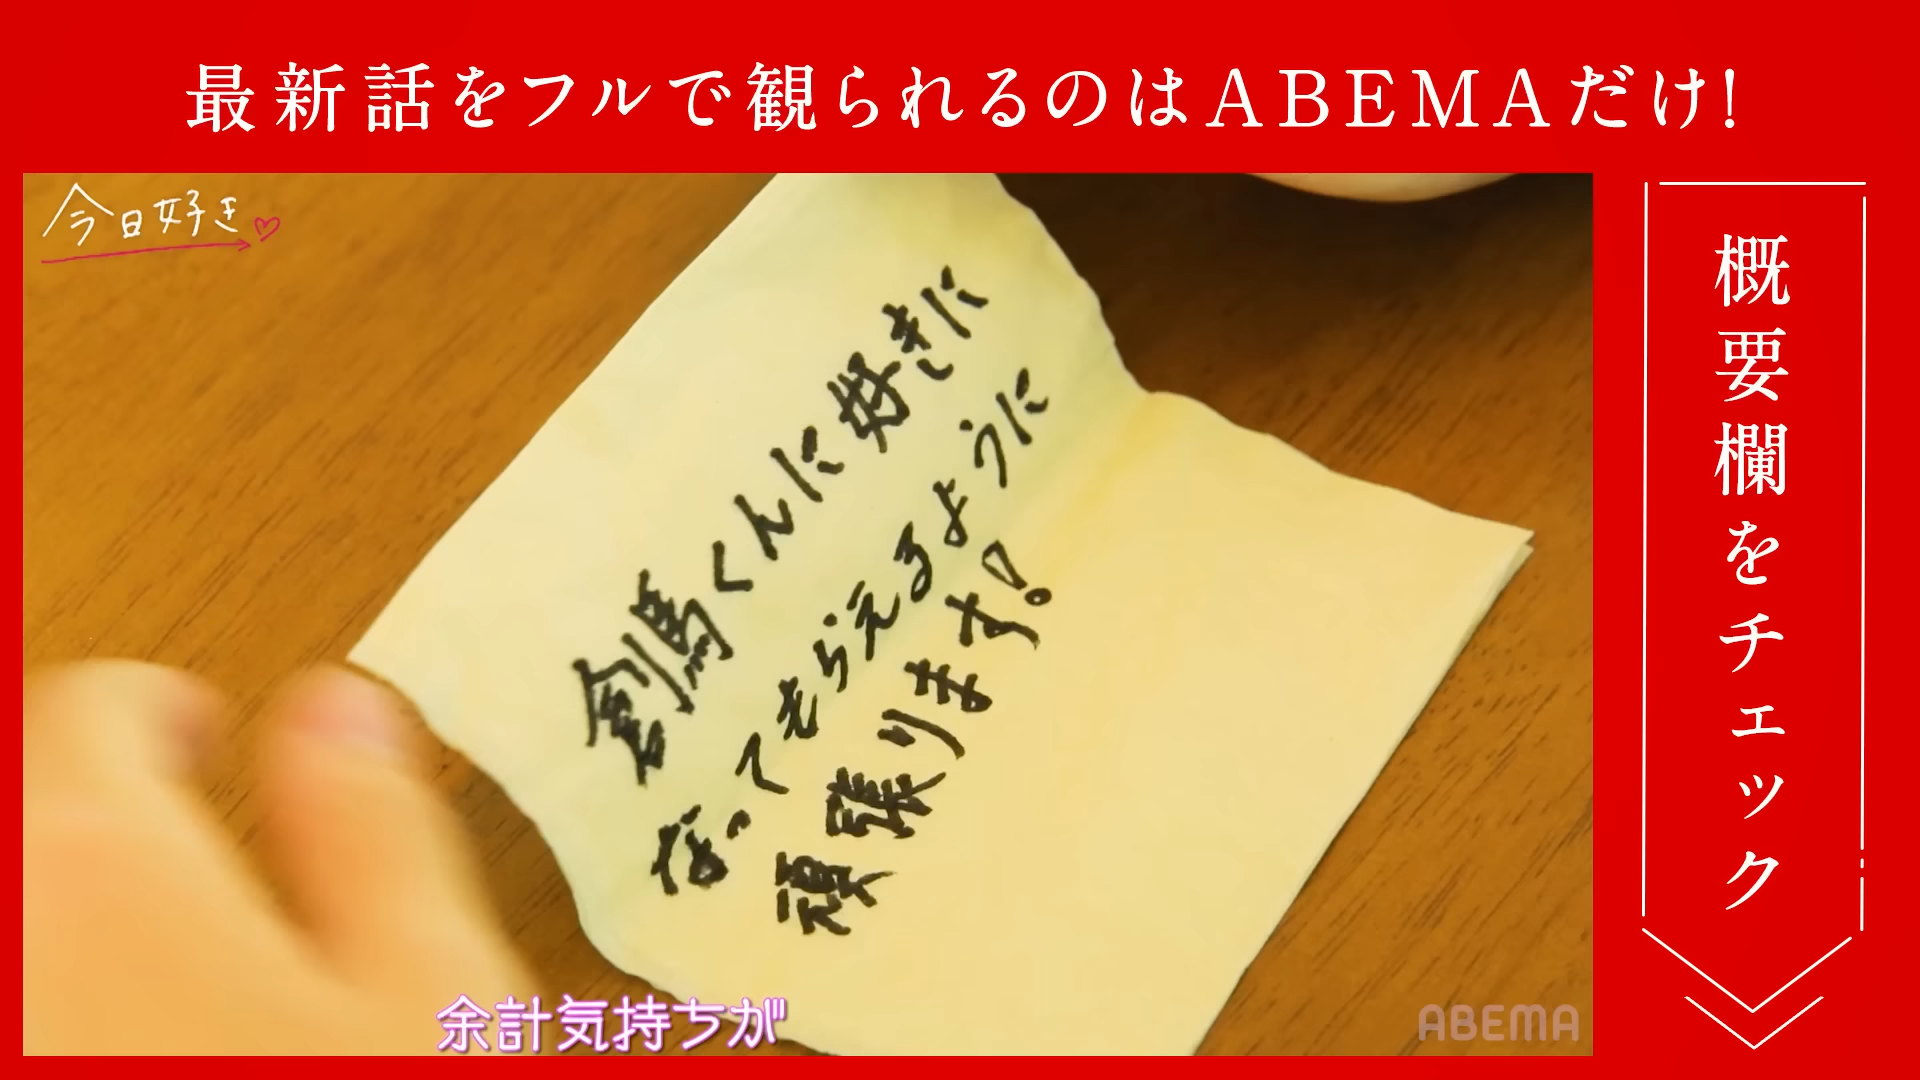 最新話をフルで観られるのはABEMAだけ!
今日好き
創馬くんに好きに
なってもらえるように
頑張ります!
余計気持ちが
ABEMA
概要欄をチェック